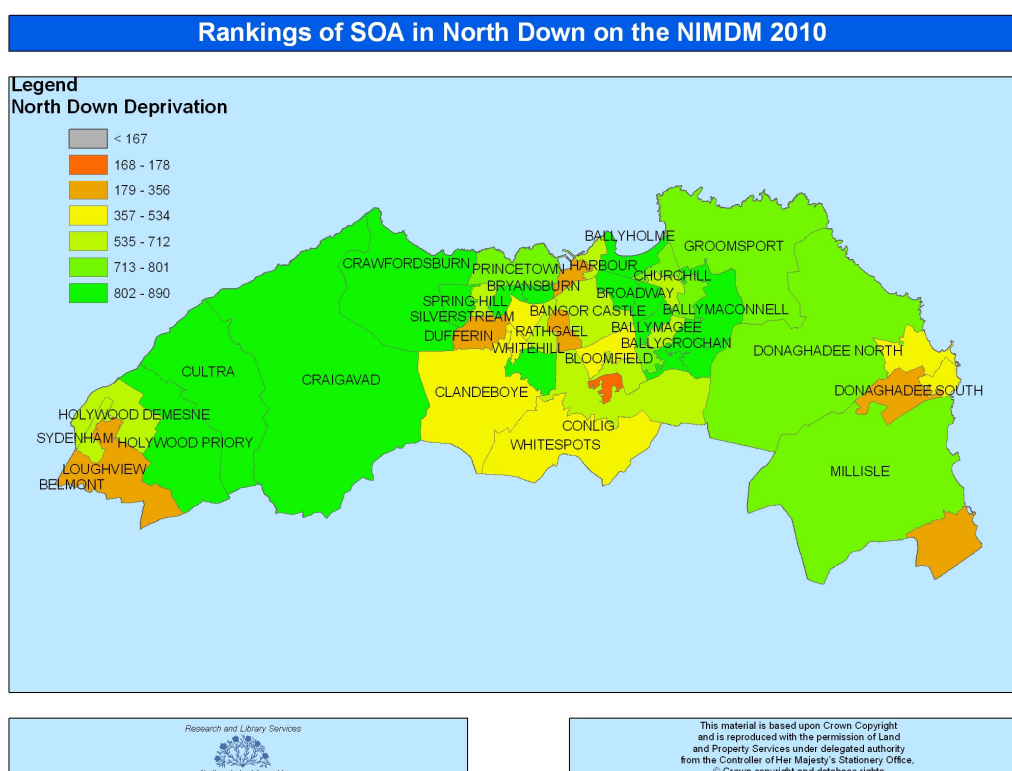 Rankings of SOA in North Down on the NIMDM 2010
Legend
North Down Deprivation
< 167
168 - 178
179 - 356
357 - 534
535 - 712
713 - 801
802 - 890
BALLYHOLME
GROOMSPORT
CRAWFORDSBURN
PRINCETOWN
HARBOUR
CHURCHILL
BRYANSBURN
BROADWAY
SPRING HILL
BANGOR CASTLE
BALLYMACONNELL
SILVERSTREAM
DUFFERIN
RATHGAEL
BALLYMAGEE
WHITEHILL
BALLYCROCHAN
BLOOMFIELD
DONAGHADEE NORTH
CULTRA
CRAIGAVAD
CLANDEBOYE
DONAGHADEE SOUTH
HOLYWOOD DEMESNE
CONLIG
SYDENHAM
HOLYWOOD PRIORY
WHITESPOTS
LOUGHVIEW
MILLISLE
BELMONT
Research and Library Services
This material is based upon Crown Copyright
and is reproduced with the permission of Land
and Property Services under delegated authority
from the Controller of Her Majesty's Stationery Office,
© Crown copyright and database rights